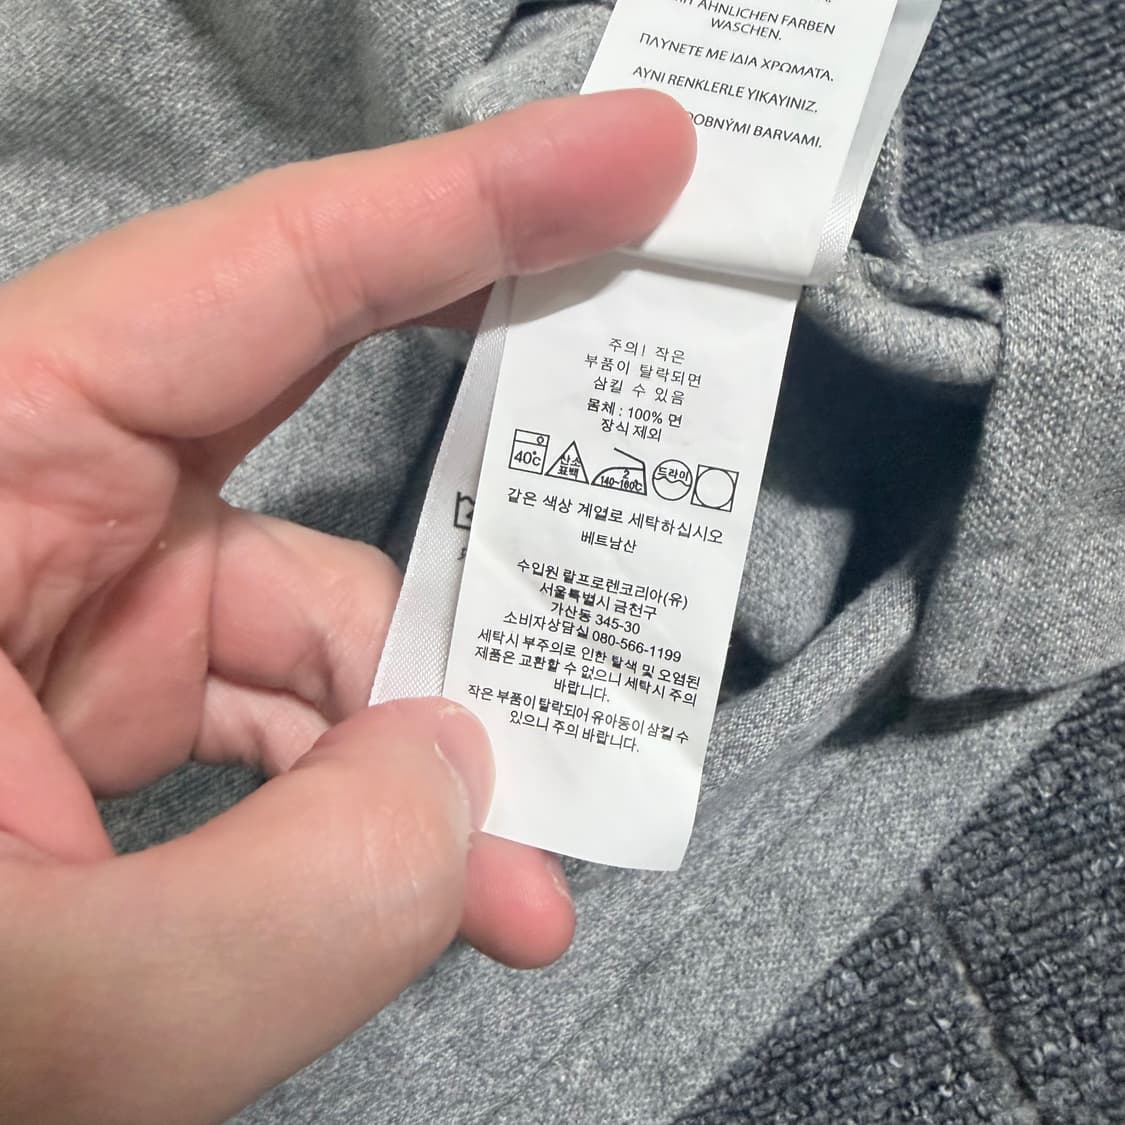 AHNLICHEN FARBEN
WASCHEN.
ΠΛΥΝΕΤΕ ΜΕ ΙΔΙΑ ΧΡΩΜΑΤΑ.
AYNI RENKLERLE YIKAYINIZ.
BARVAMI.
주의! 작은
부품이 탈락되면
삼킬 수 있음
몸체 : 100% 면
장식 제외
40℃ 산소 표백 2 140~160℃ 드라이
같은 색상 계열로 세탁하십시오
베트남산
수입원 랄프로렌코리아(유)
서울특별시 금천구
가산동 345-30
소비자상담실 080-566-1199
세탁시 부주의로 인한 탈색 및 오염된
제품은 교환할 수 없으니 세탁시 주의
바랍니다.
작은 부품이 탈락되어 유아동이 삼킬 수
있으니 주의 바랍니다.